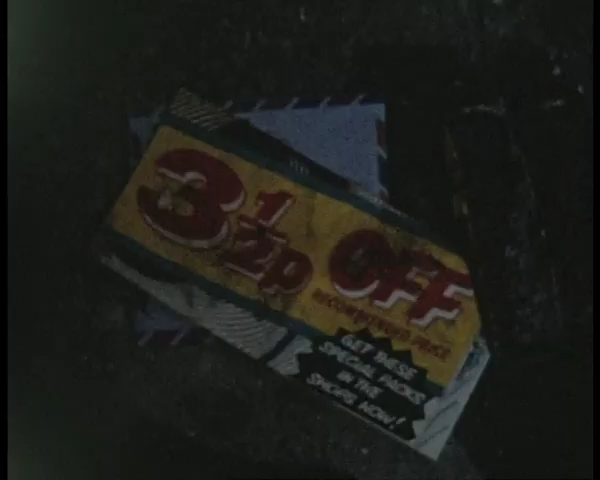 3½p OFF
RECOMMENDED PRICE
GET THESE
SPECIAL PACKS
IN THE
SHOPS NOW!